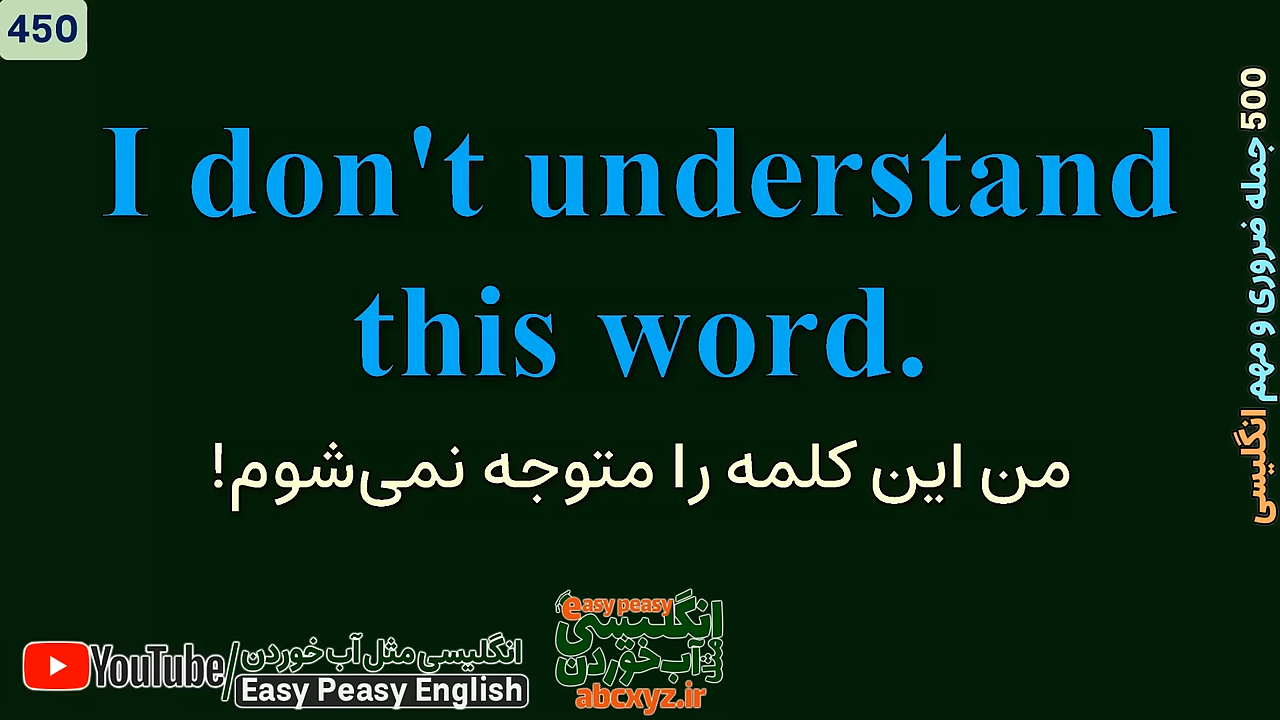 450
I don't understand
this word.
من این کلمه را متوجه نمی‌شوم!
500 جمله ضروری و مهم انگلیسی
YouTube/انگلیسی مثل آب خوردن
Easy Peasy English
easy peasy
انگلیسی
مثل آب خوردن
abcxyz.ir